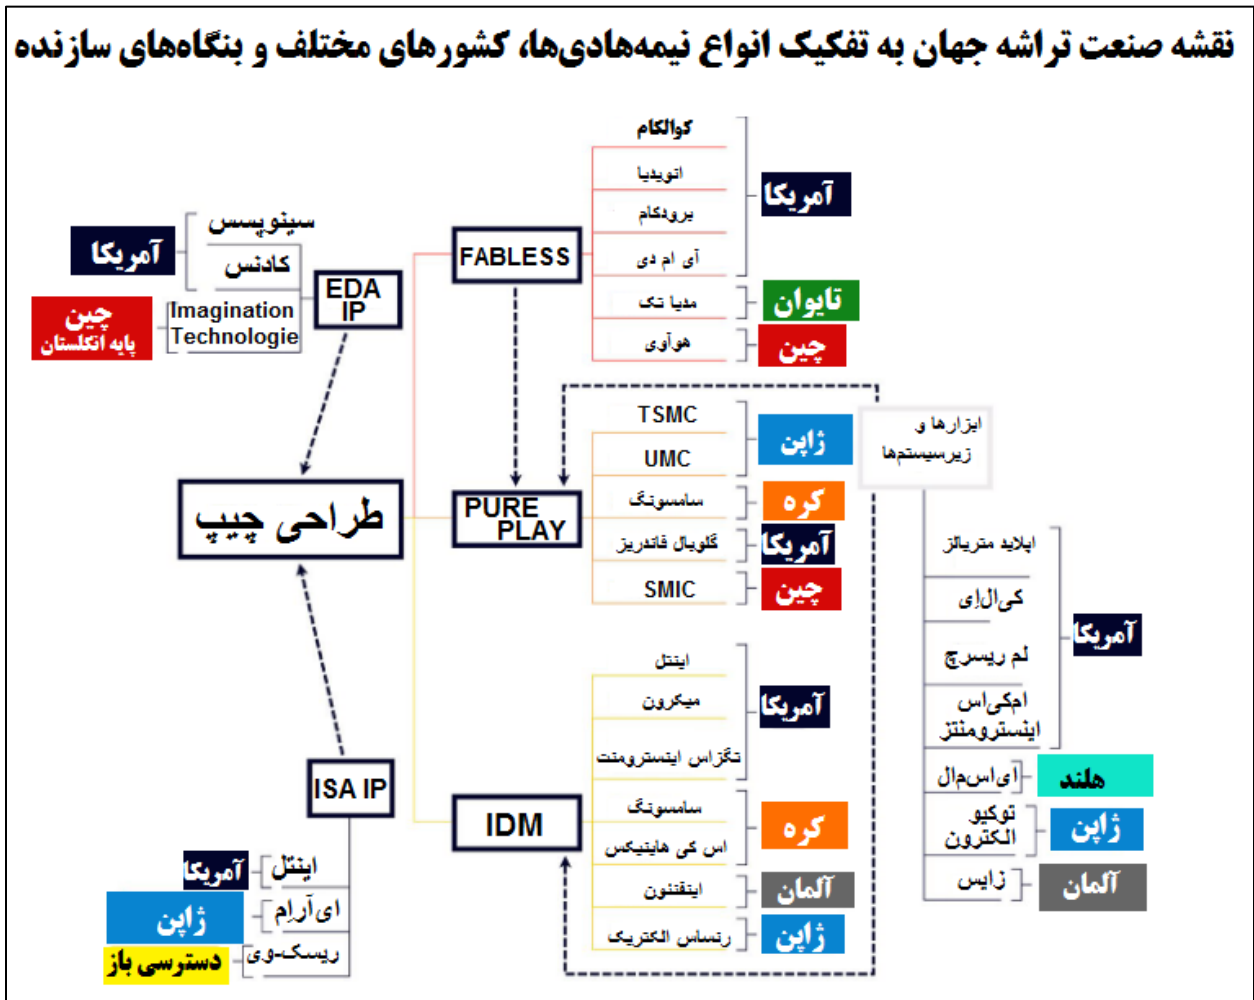 نقشه صنعت تراشه جهان به تفکیک انواع نیمه‌هادی‌ها، کشورهای مختلف و بنگاه‌های سازنده
کوالکام
انویدیا
برودکام
آی ام دی
آمریکا
مدیا تک
تایوان
هوآوی
چین
FABLESS
سینوپسس
کادنس
آمریکا
Imagination
Technologie
چین
پایه انگلستان
EDA
IP
طراحی چیپ
TSMC
UMC
ژاپن
سامسونگ
کره
گلوبال فاندریز
آمریکا
SMIC
چین
PURE
PLAY
ابزارها و
زیرسیستم‌ها
اپلاید متریالز
کی‌ال‌اِی
لم ریسرچ
ام‌کی‌اس
اینسترومنتز
آمریکا
ای‌اس‌م‌ال
هلند
توکیو
الکترون
ژاپن
زایس
آلمان
اینتل
میکرون
تگزاس اینسترومنت
آمریکا
سامسونگ
اس کی هاینیکس
کره
اینفنئون
آلمان
رنساس الکتریک
ژاپن
IDM
ISA IP
اینتل
آمریکا
ای‌آراِم
ژاپن
ریسک-وی
دسترسی باز